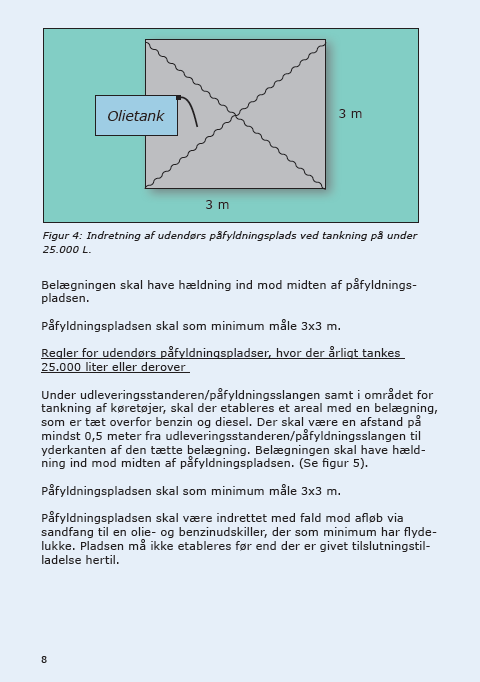 Olietank
3 m
3 m
Figur 4: Indretning af udendørs påfyldningsplads ved tankning på under
25.000 L.
Belægningen skal have hældning ind mod midten af påfyldnings-
pladsen.
Påfyldningspladsen skal som minimum måle 3x3 m.
Regler for udendørs påfyldningspladser, hvor der årligt tankes
25.000 liter eller derover
Under udleveringsstanderen/påfyldningsslangen samt i området for
tankning af køretøjer, skal der etableres et areal med en belægning,
som er tæt overfor benzin og diesel. Der skal være en afstand på
mindst 0,5 meter fra udleveringsstanderen/påfyldningsslangen til
yderkanten af den tætte belægning. Belægningen skal have hæld-
ning ind mod midten af påfyldningspladsen. (Se figur 5).
Påfyldningspladsen skal som minimum måle 3x3 m.
Påfyldningspladsen skal være indrettet med fald mod afløb via
sandfang til en olie- og benzinudskiller, der som minimum har flyde-
lukke. Pladsen må ikke etableres før end der er givet tilslutningstil-
ladelse hertil.
8